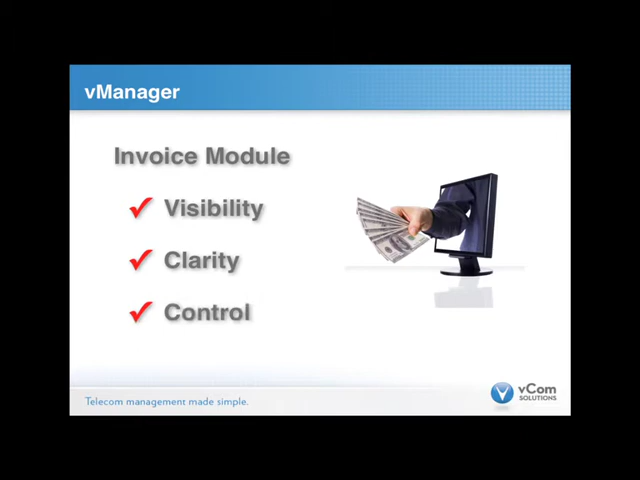 vManager
Invoice Module
Visibility
Clarity
Control
Telecom management made simple.
vCom
SOLUTIONS